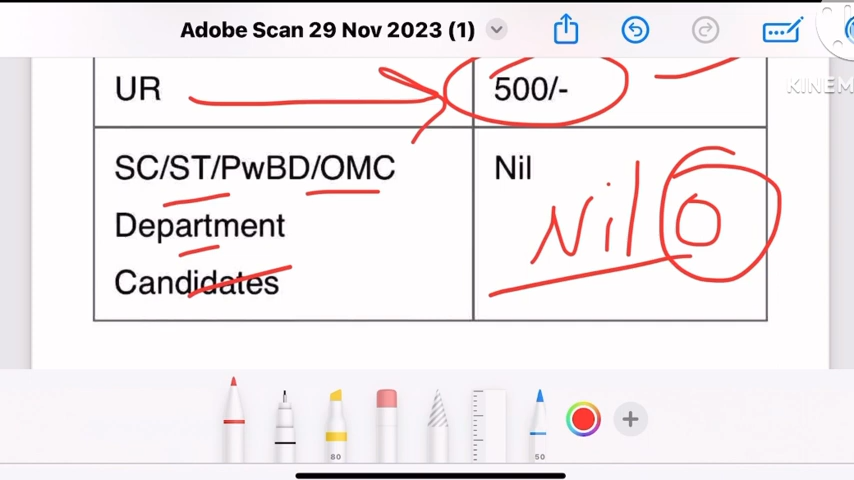 Adobe Scan 29 Nov 2023 (1)
KINEM
UR 500/-
SC/ST/PwBD/OMC Nil
Department
Nil 0
Candidates
80
50